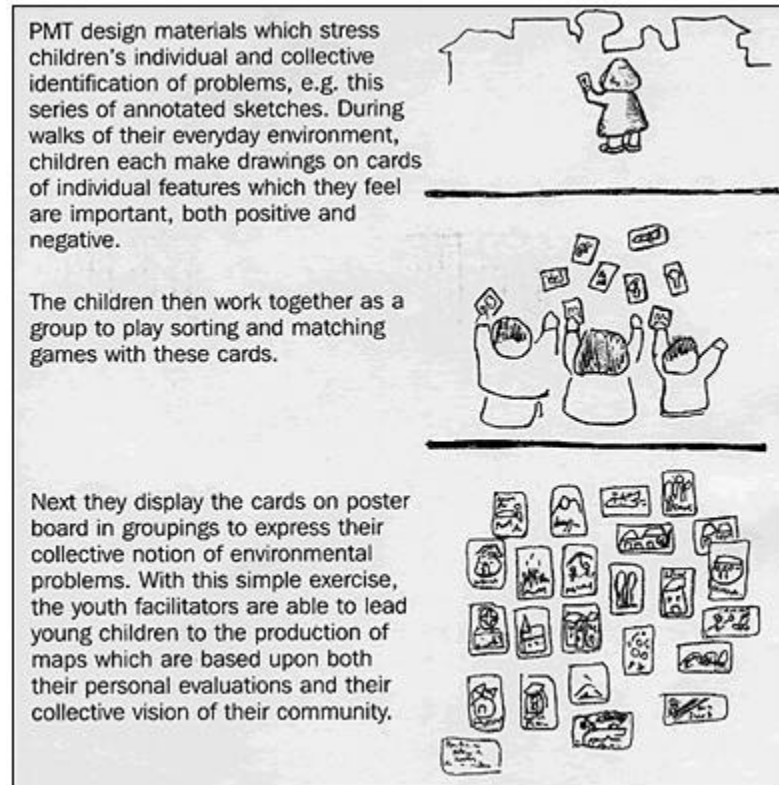 PMT design materials which stress
children's individual and collective
identification of problems, e.g. this
series of annotated sketches. During
walks of their everyday environment,
children each make drawings on cards
of individual features which they feel
are important, both positive and
negative.
The children then work together as a
group to play sorting and matching
games with these cards.
Next they display the cards on poster
board in groupings to express their
collective notion of environmental
problems. With this simple exercise,
the youth facilitators are able to lead
young children to the production of
maps which are based upon both
their personal evaluations and their
collective vision of their community.